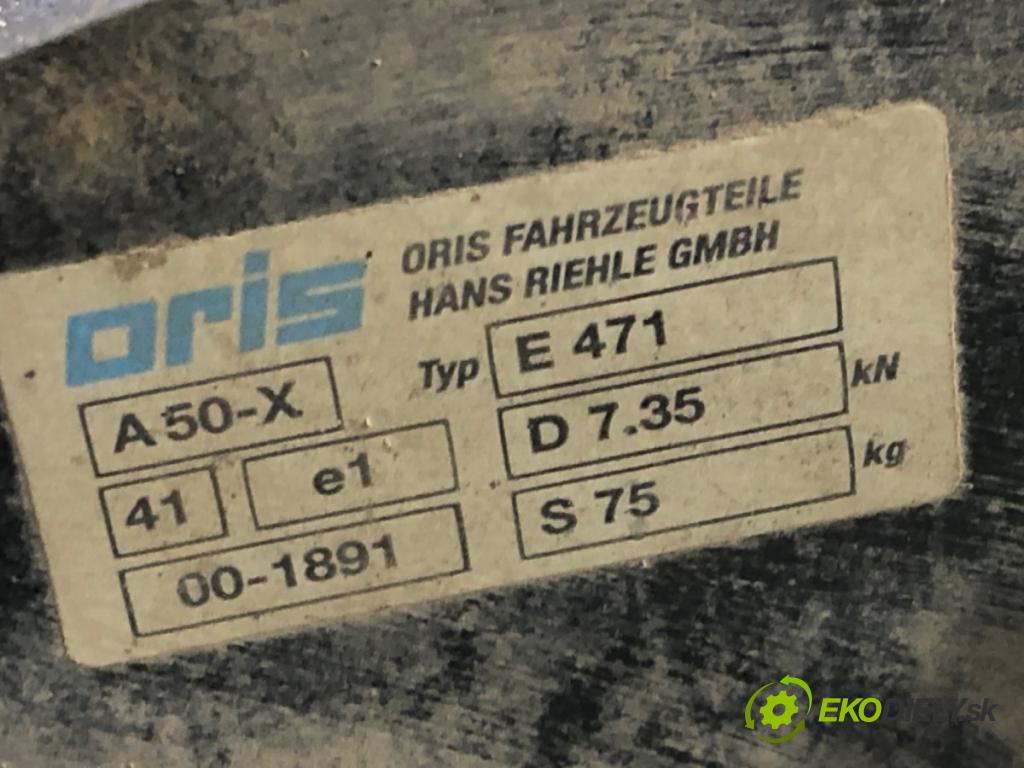 oris
ORIS FAHRZEUGTEILE
HANS RIEHLE GMBH
A 50-X
Typ E 471
41
e1
D 7.35 kN
00-1891
S 75 kg
EKODIELY.sk